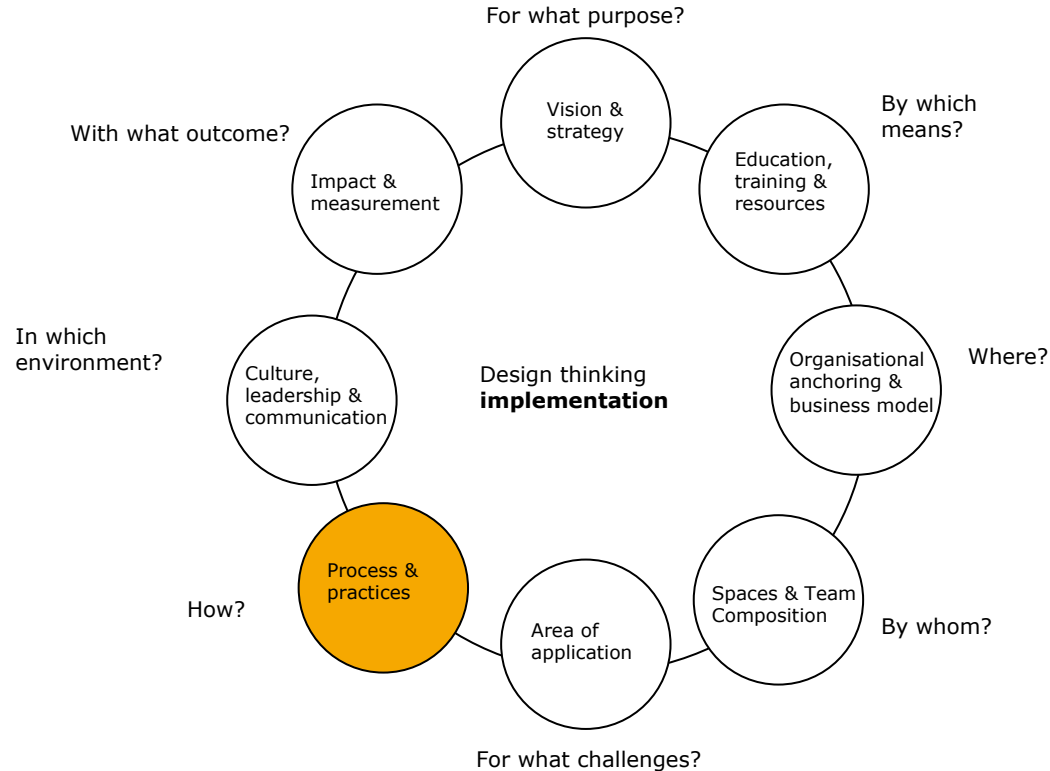 For what purpose?
Vision &
strategy
By which
means?
Education,
training &
resources
Where?
Organisational
anchoring &
business model
By whom?
Spaces & Team
Composition
For what challenges?
Area of
application
How?
Process &
practices
In which
environment?
Culture,
leadership &
communication
With what outcome?
Impact &
measurement
Design thinking
implementation